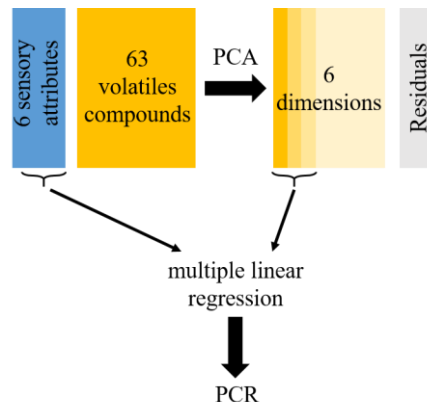 6 sensory
attributes
63
volatiles
compounds
PCA
6
dimensions
Residuals
multiple linear
regression
PCR